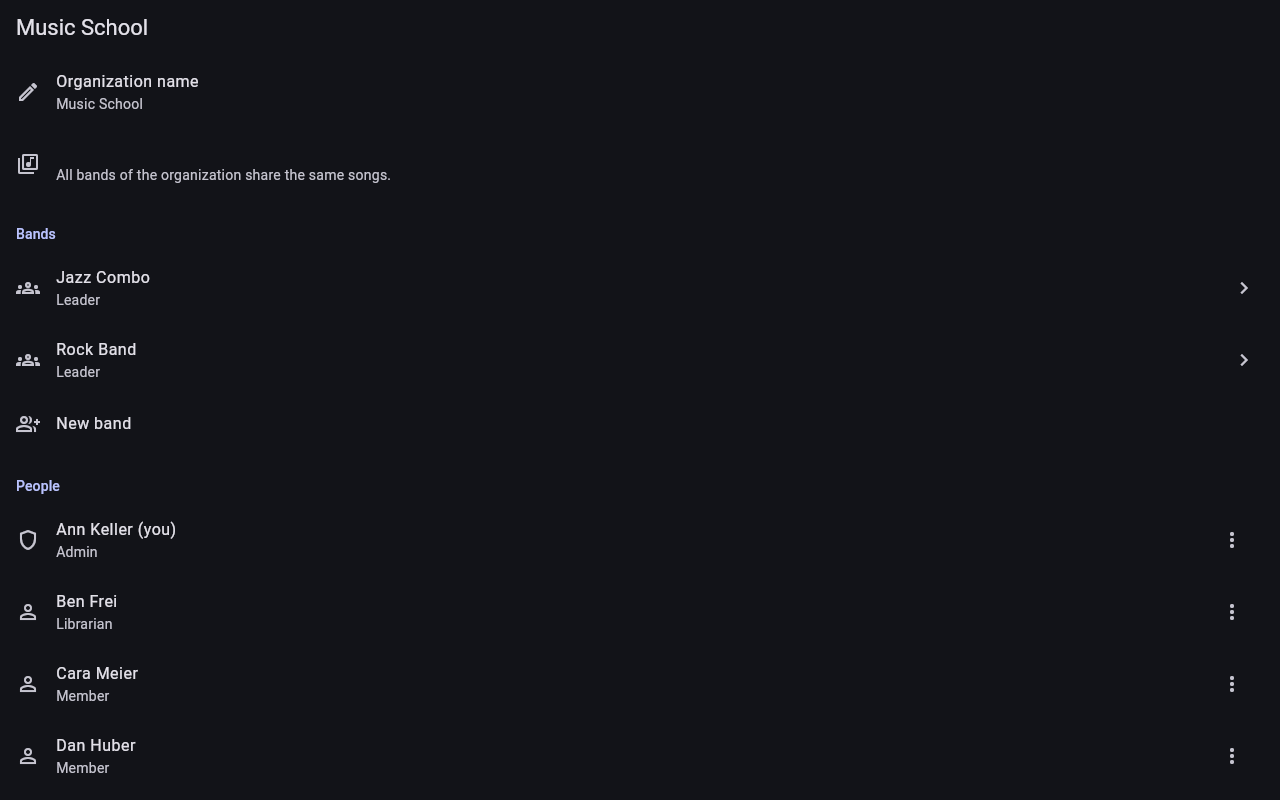 Music School
Organization name
Music School
All bands of the organization share the same songs.
Bands
Jazz Combo
Leader
Rock Band
Leader
New band
People
Ann Keller (you)
Admin
Ben Frei
Librarian
Cara Meier
Member
Dan Huber
Member